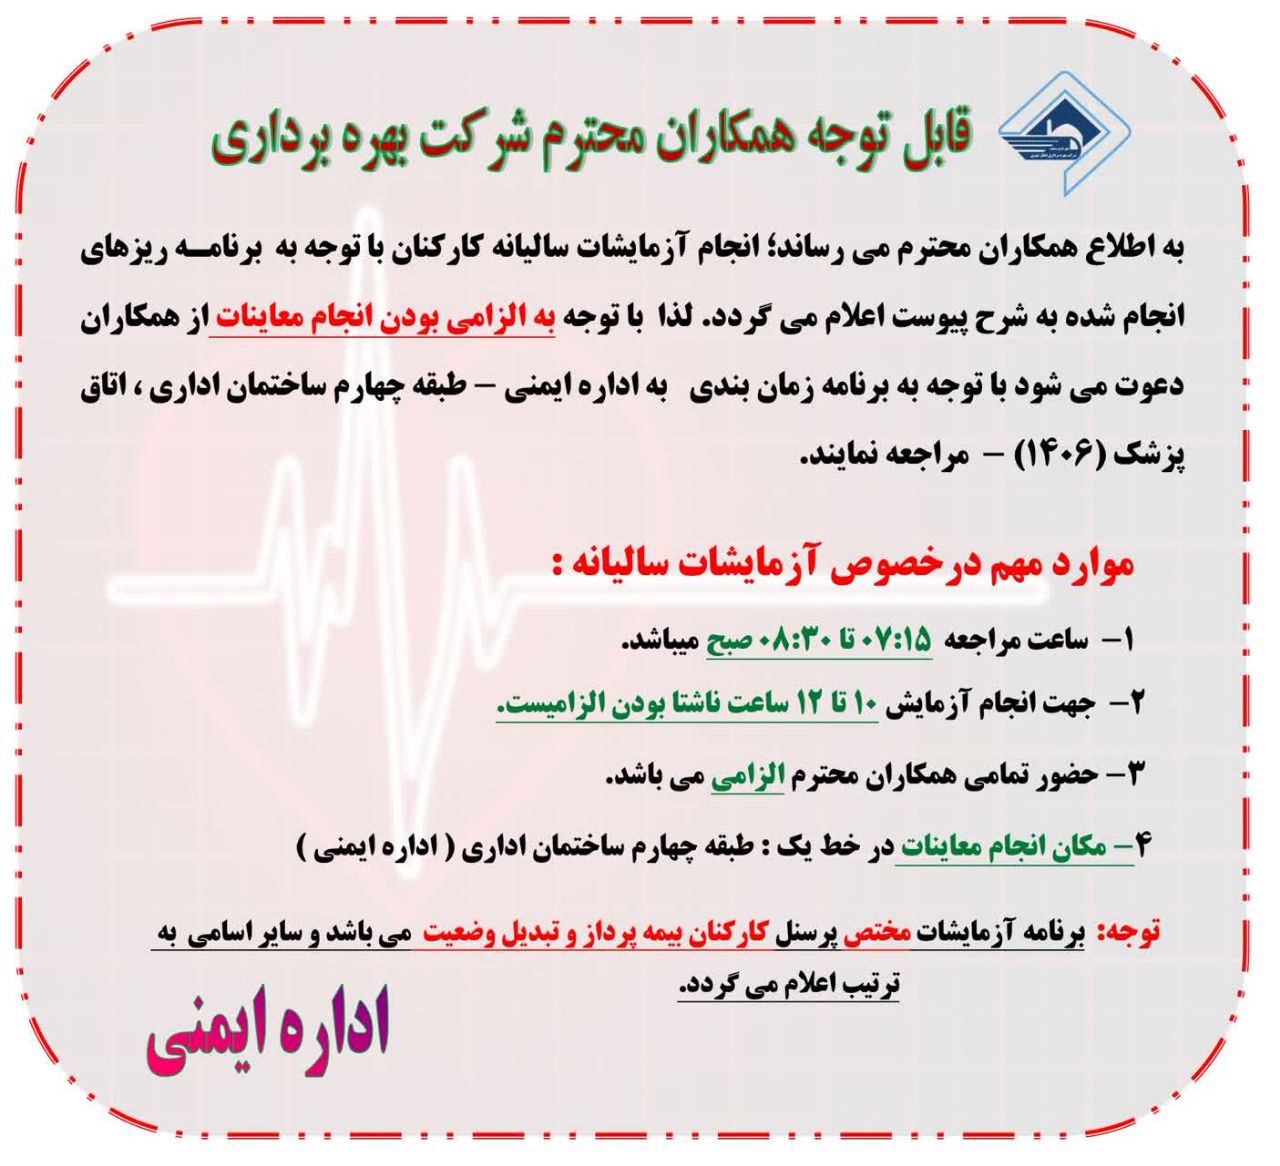 قابل توجه همکاران محترم شرکت بهره برداری
به اطلاع همکاران محترم می رساند؛ انجام آزمایشات سالیانه کارکنان با توجه به برنامــه ریزهای
انجام شده به شرح پیوست اعلام می گردد. لذا با توجه به الزامی بودن انجام معاینات از همکاران
دعوت می شود با توجه به برنامه زمان بندی به اداره ایمنی – طبقه چهارم ساختمان اداری ، اتاق
پزشک (۱۴۰۶) – مراجعه نمایند.
موارد مهم درخصوص آزمایشات سالیانه :
۱- ساعت مراجعه ۰۷:۱۵ تا ۰۸:۳۰ صبح میباشد.
۲- جهت انجام آزمایش ۱۰ تا ۱۲ ساعت ناشتا بودن الزامیست.
۳- حضور تمامی همکاران محترم الزامی می باشد.
۴- مکان انجام معاینات در خط یک : طبقه چهارم ساختمان اداری ( اداره ایمنی )
توجه: برنامه آزمایشات مختص پرسنل کارکنان بیمه پرداز و تبدیل وضعیت می باشد و سایر اسامی به
ترتیب اعلام می گردد.
اداره ایمنی